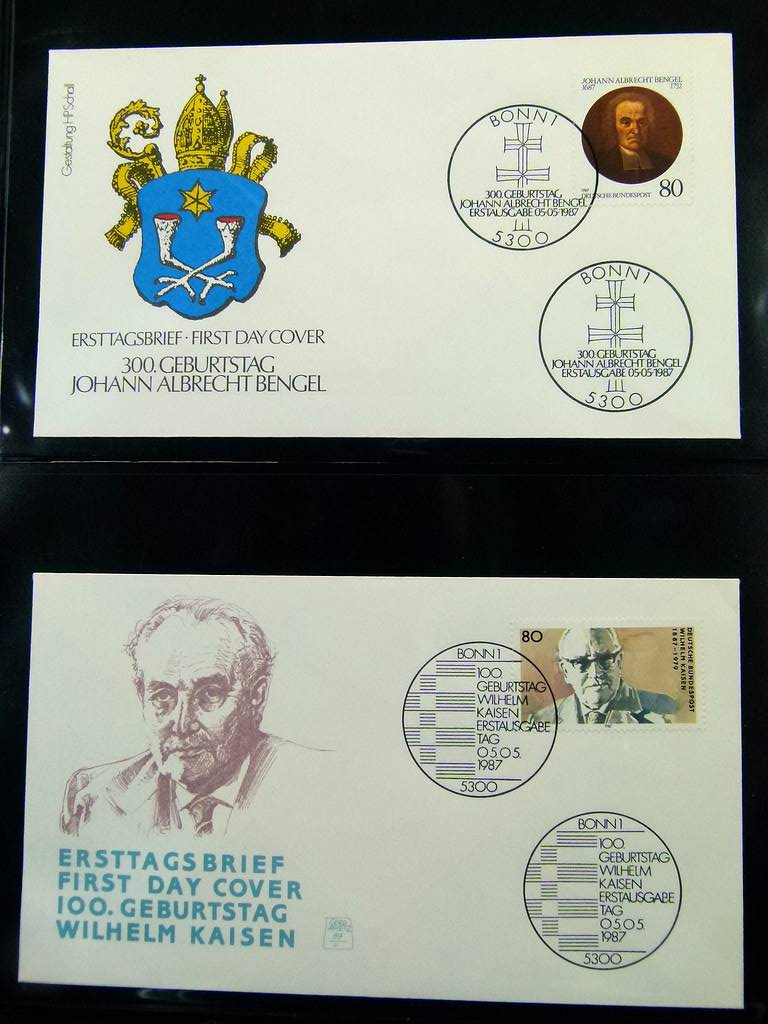 Gestaltung HP Schall
JOHANN ALBRECHT BENGEL
1687 1752
1987 DEUTSCHE BUNDESPOST 80
BONN 1
300. GEBURTSTAG
JOHANN ALBRECHT BENGEL
ERSTAUSGABE 05·05·1987
5300
BONN 1
300. GEBURTSTAG
JOHANN ALBRECHT BENGEL
ERSTAUSGABE 05·05·1987
5300
ERSTTAGSBRIEF · FIRST DAY COVER
300. GEBURTSTAG
JOHANN ALBRECHT BENGEL
80
DEUTSCHE BUNDESPOST
WILHELM KAISEN
1887–1979
BONN 1
100.
GEBURTSTAG
WILHELM
KAISEN
ERSTAUSGABE
TAG
05.05.
1987
5300
BONN 1
100.
GEBURTSTAG
WILHELM
KAISEN
ERSTAUSGABE
TAG
05.05.
1987
5300
ERSTTAGSBRIEF
FIRST DAY COVER
100. GEBURTSTAG
WILHELM KAISEN